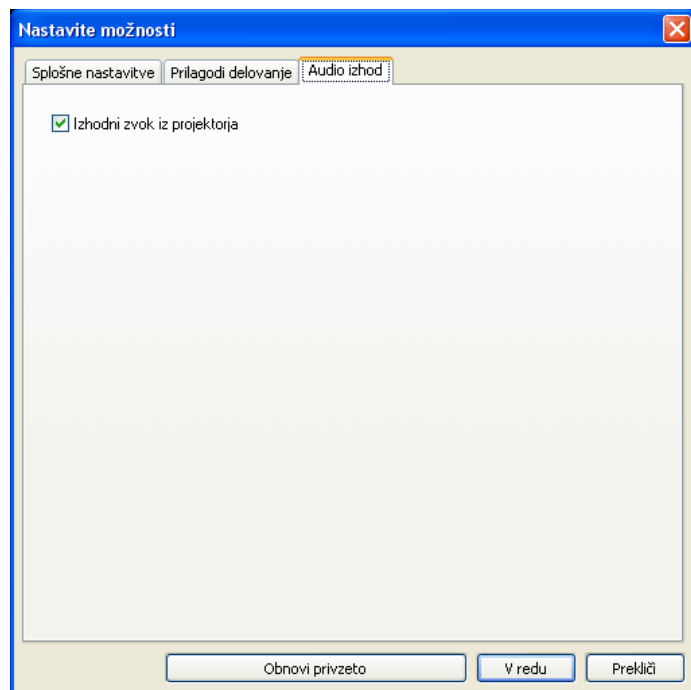 Nastavite možnosti
Splošne nastavitve Prilagodi delovanje Audio izhod
Izhodni zvok iz projektorja
Obnovi privzeto V redu Prekliči